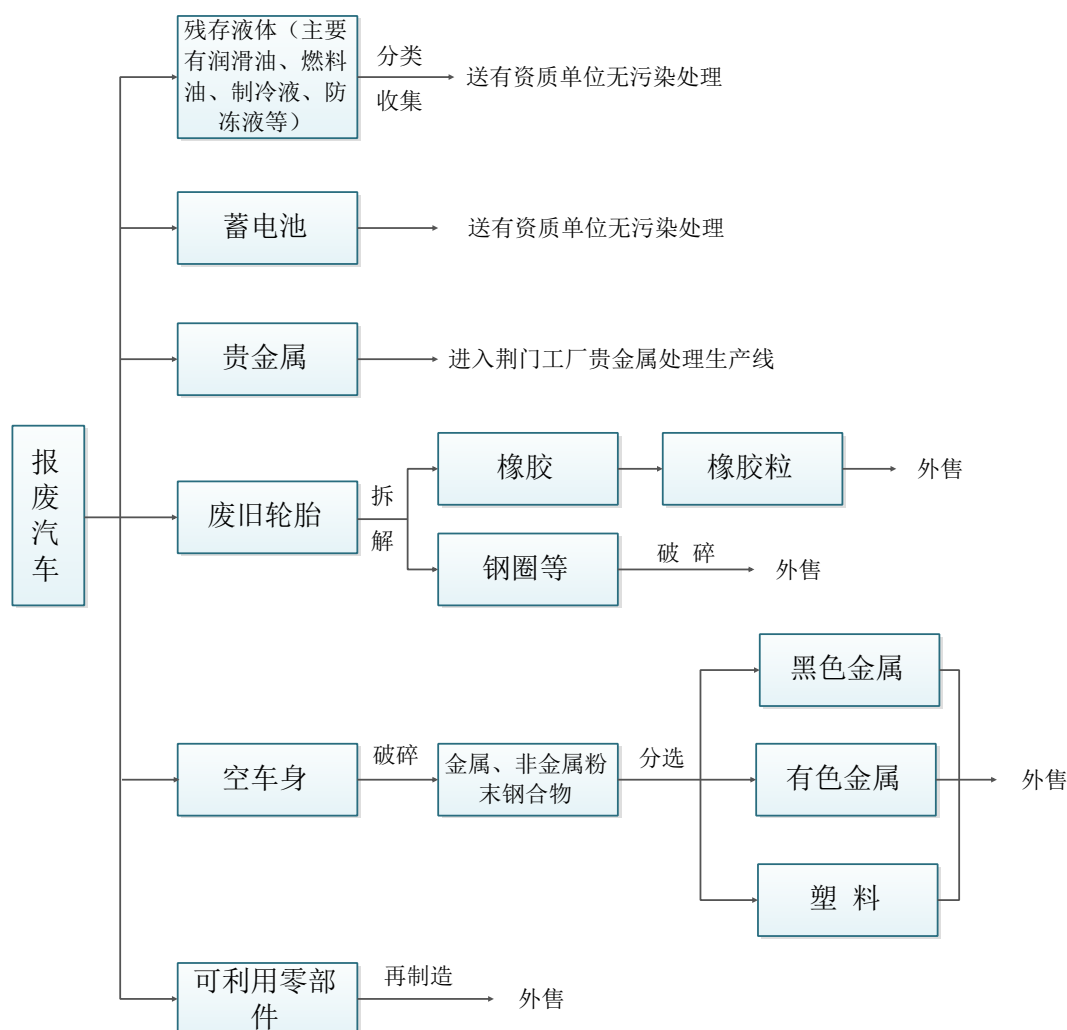 残存液体（主要
有润滑油、燃料
油、制冷液、防
冻液等）
分类
收集
送有资质单位无污染处理
蓄电池
送有资质单位无污染处理
贵金属
进入荆门工厂贵金属处理生产线
报
废
汽
车
废旧轮胎
拆
解
橡胶
橡胶粒
外售
钢圈等
破 碎
外售
空车身
破碎
金属、非金属粉
末钢合物
分选
黑色金属
有色金属
塑 料
外售
可利用零部
件
再制造
外售